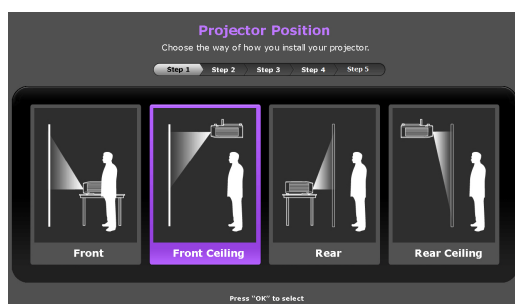 Projector Position
Choose the way of how you install your projector.
Step 1 Step 2 Step 3 Step 4 Step 5
Front Front Ceiling Rear Rear Ceiling
Press "OK" to select